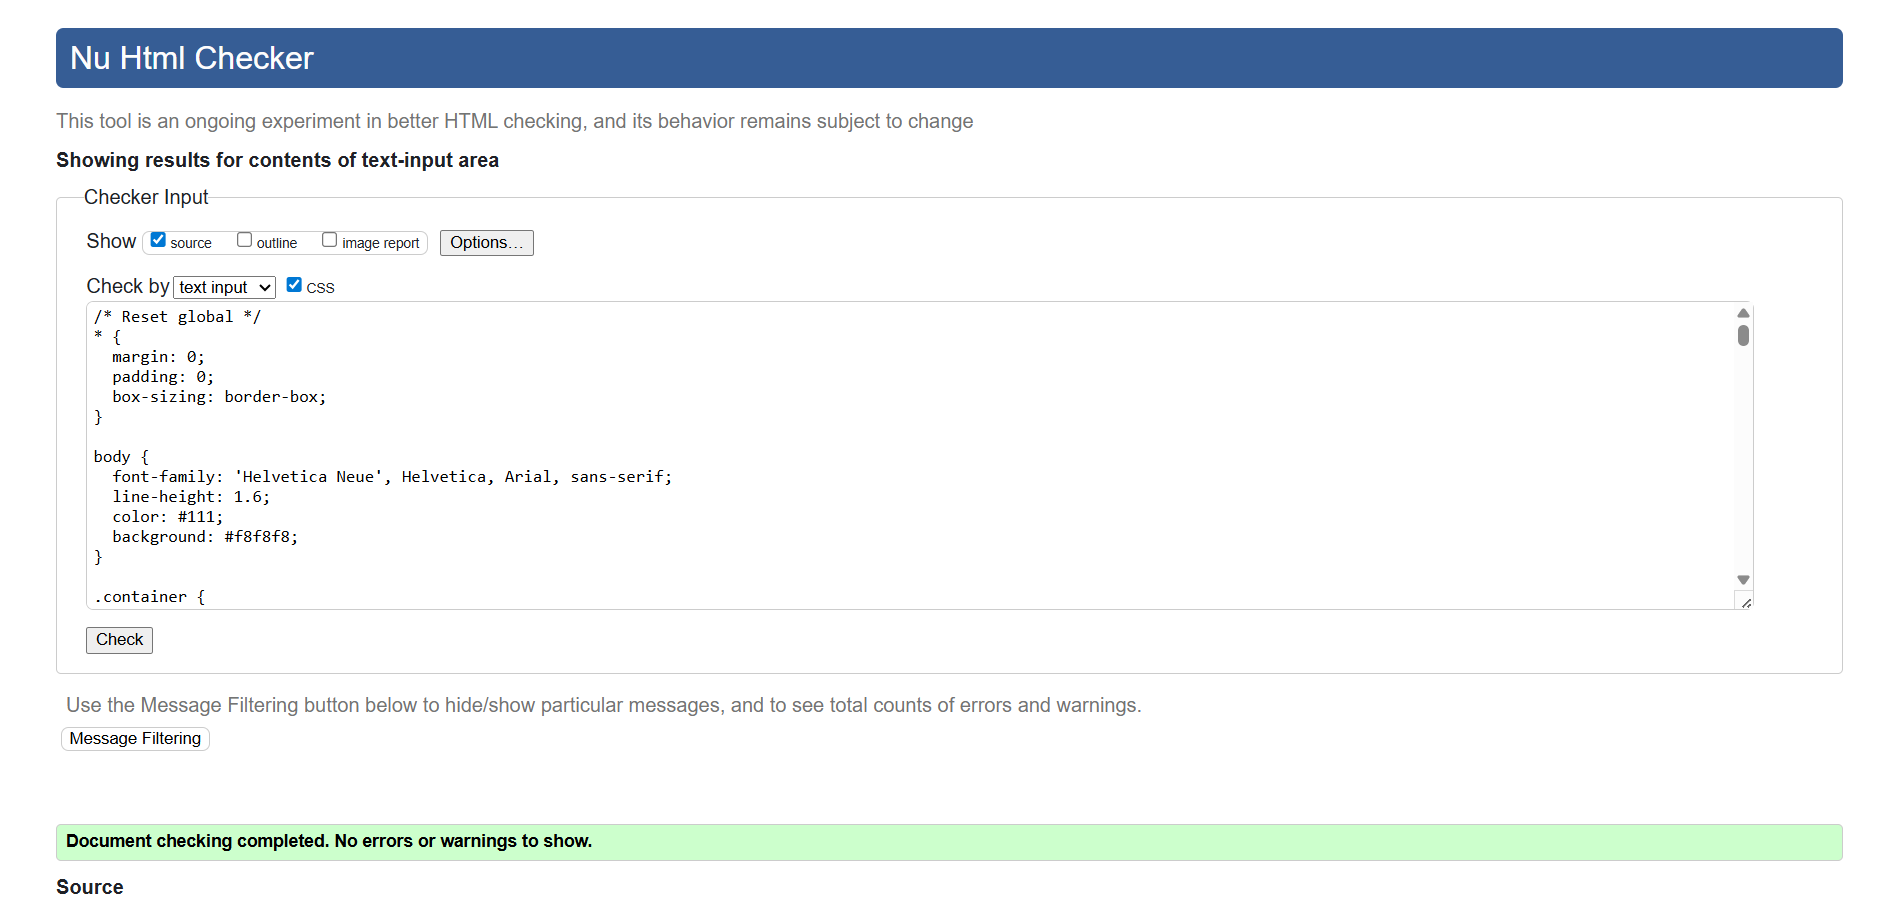 Nu Html Checker
This tool is an ongoing experiment in better HTML checking, and its behavior remains subject to change
Showing results for contents of text-input area
Checker Input
Show source outline image report Options...
Check by text input CSS
/* Reset global */
* {
  margin: 0;
  padding: 0;
  box-sizing: border-box;
}
body {
  font-family: 'Helvetica Neue', Helvetica, Arial, sans-serif;
  line-height: 1.6;
  color: #111;
  background: #f8f8f8;
}
.container {
Check
Use the Message Filtering button below to hide/show particular messages, and to see total counts of errors and warnings.
Message Filtering
Document checking completed. No errors or warnings to show.
Source